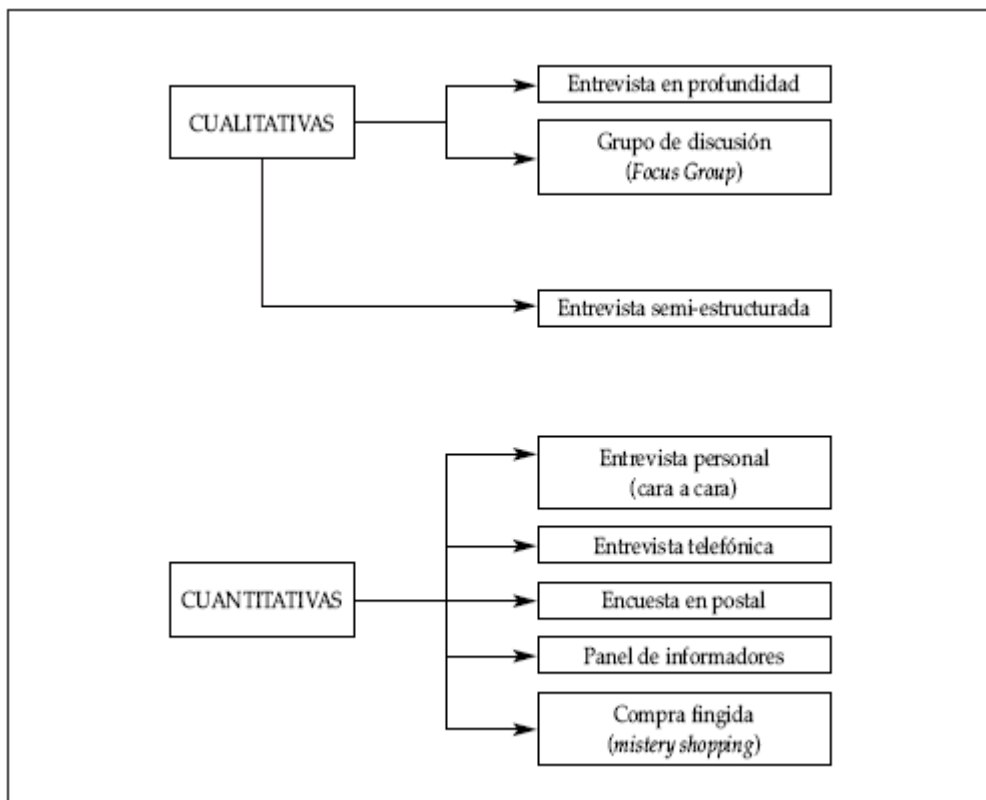 CUALITATIVAS
Entrevista en profundidad
Grupo de discusión
(Focus Group)
Entrevista semi-estructurada
CUANTITATIVAS
Entrevista personal
(cara a cara)
Entrevista telefónica
Encuesta en postal
Panel de informadores
Compra fingida
(mistery shopping)